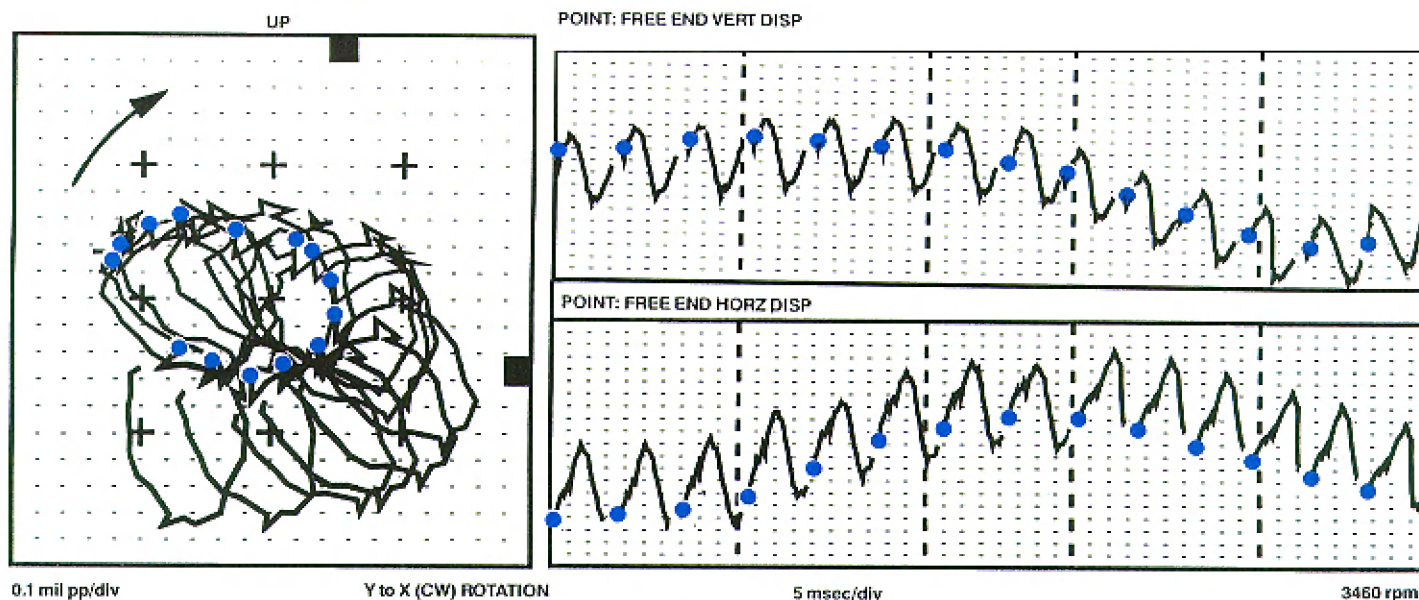 UP
POINT: FREE END VERT DISP
POINT: FREE END HORZ DISP
0.1 mil pp/div
Y to X (CW) ROTATION
5 msec/div
3460 rpm